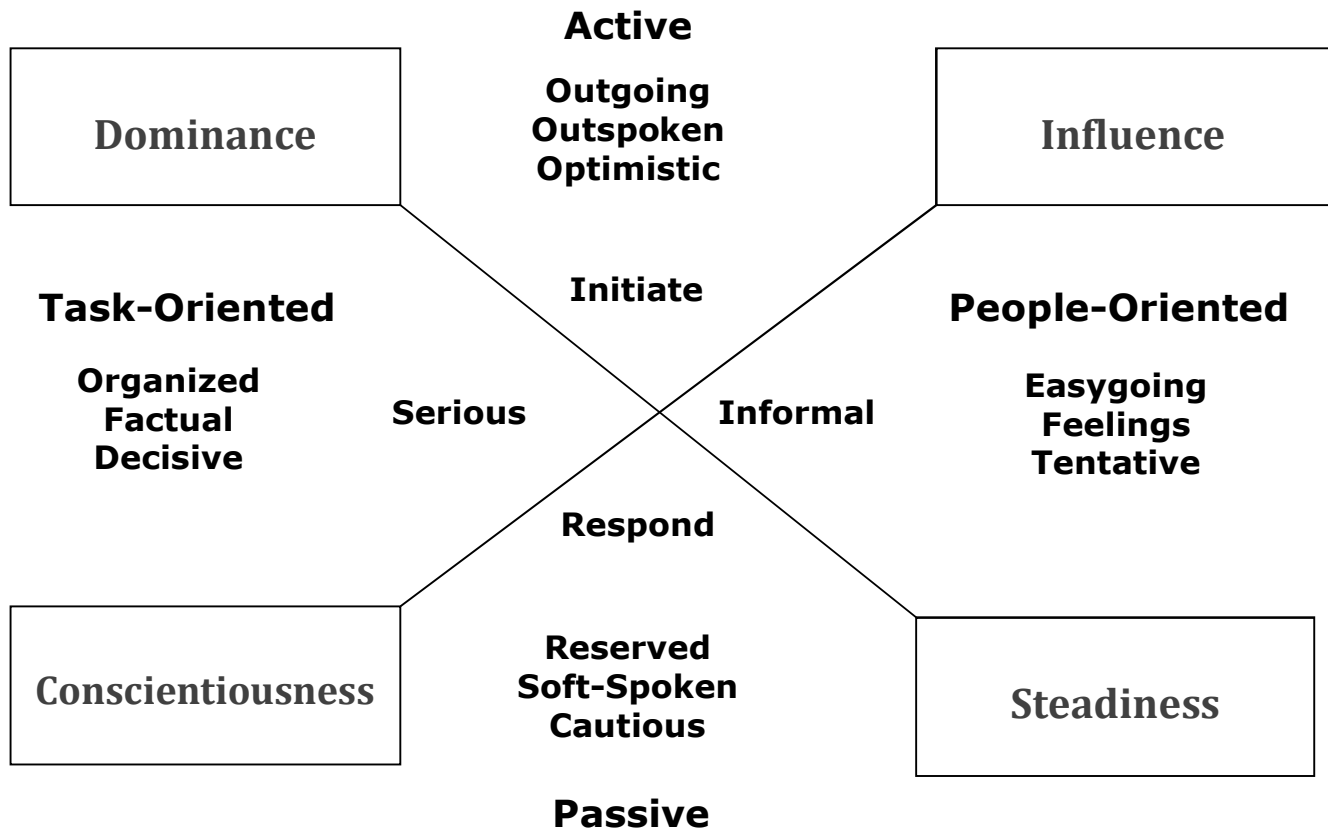 Active
Dominance
Outgoing
Outspoken
Optimistic
Influence
Initiate
Task-Oriented
Organized
Factual
Decisive
Serious
Informal
People-Oriented
Easygoing
Feelings
Tentative
Respond
Conscientiousness
Reserved
Soft-Spoken
Cautious
Steadiness
Passive